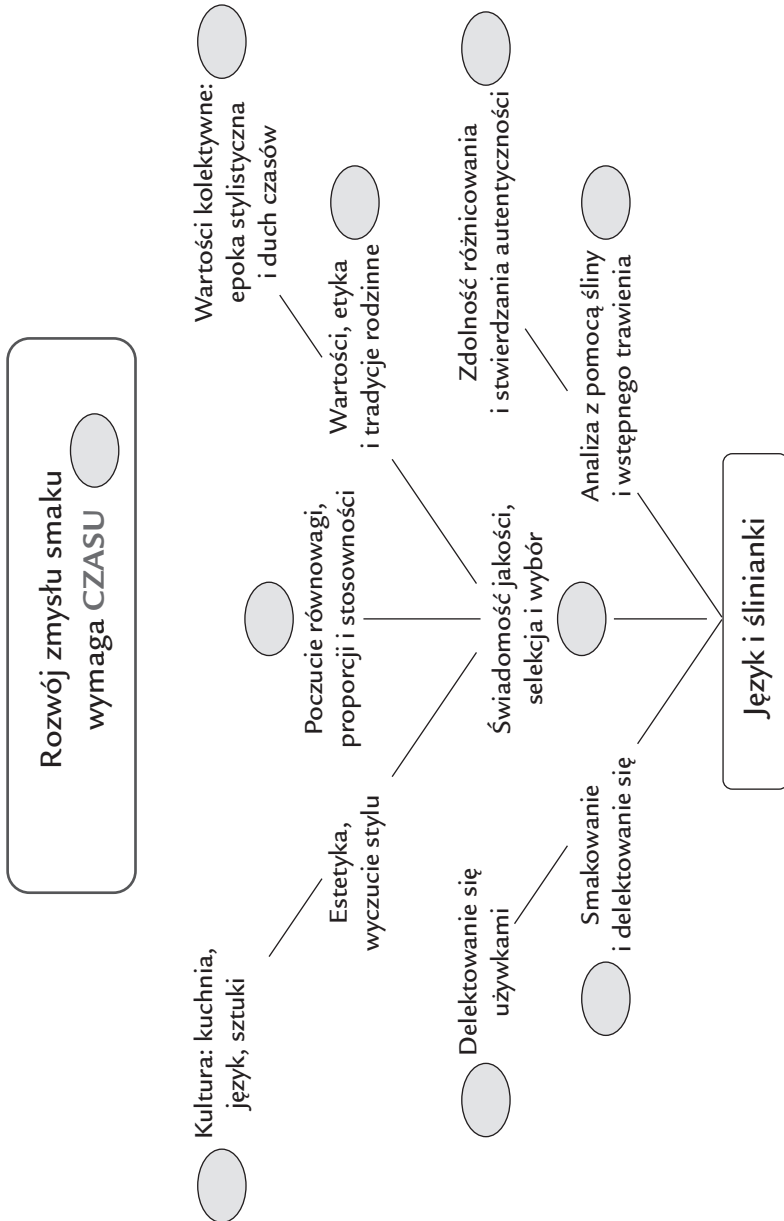 Rozwój zmysłu smaku
wymaga CZASU
Kultura: kuchnia,
język, sztuki
Wartości kolektywne:
epoka stylistyczna
i duch czasów
Estetyka,
wyczucie stylu
Poczucie równowagi,
proporcji i stosowności
Wartości, etyka
i tradycje rodzinne
Delektowanie się
używkami
Świadomość jakości,
selekcja i wybór
Zdolność różnicowania
i stwierdzania autentyczności
Smakowanie
i delektowanie się
Analiza z pomocą śliny
i wstępnego trawienia
Język i ślinianki